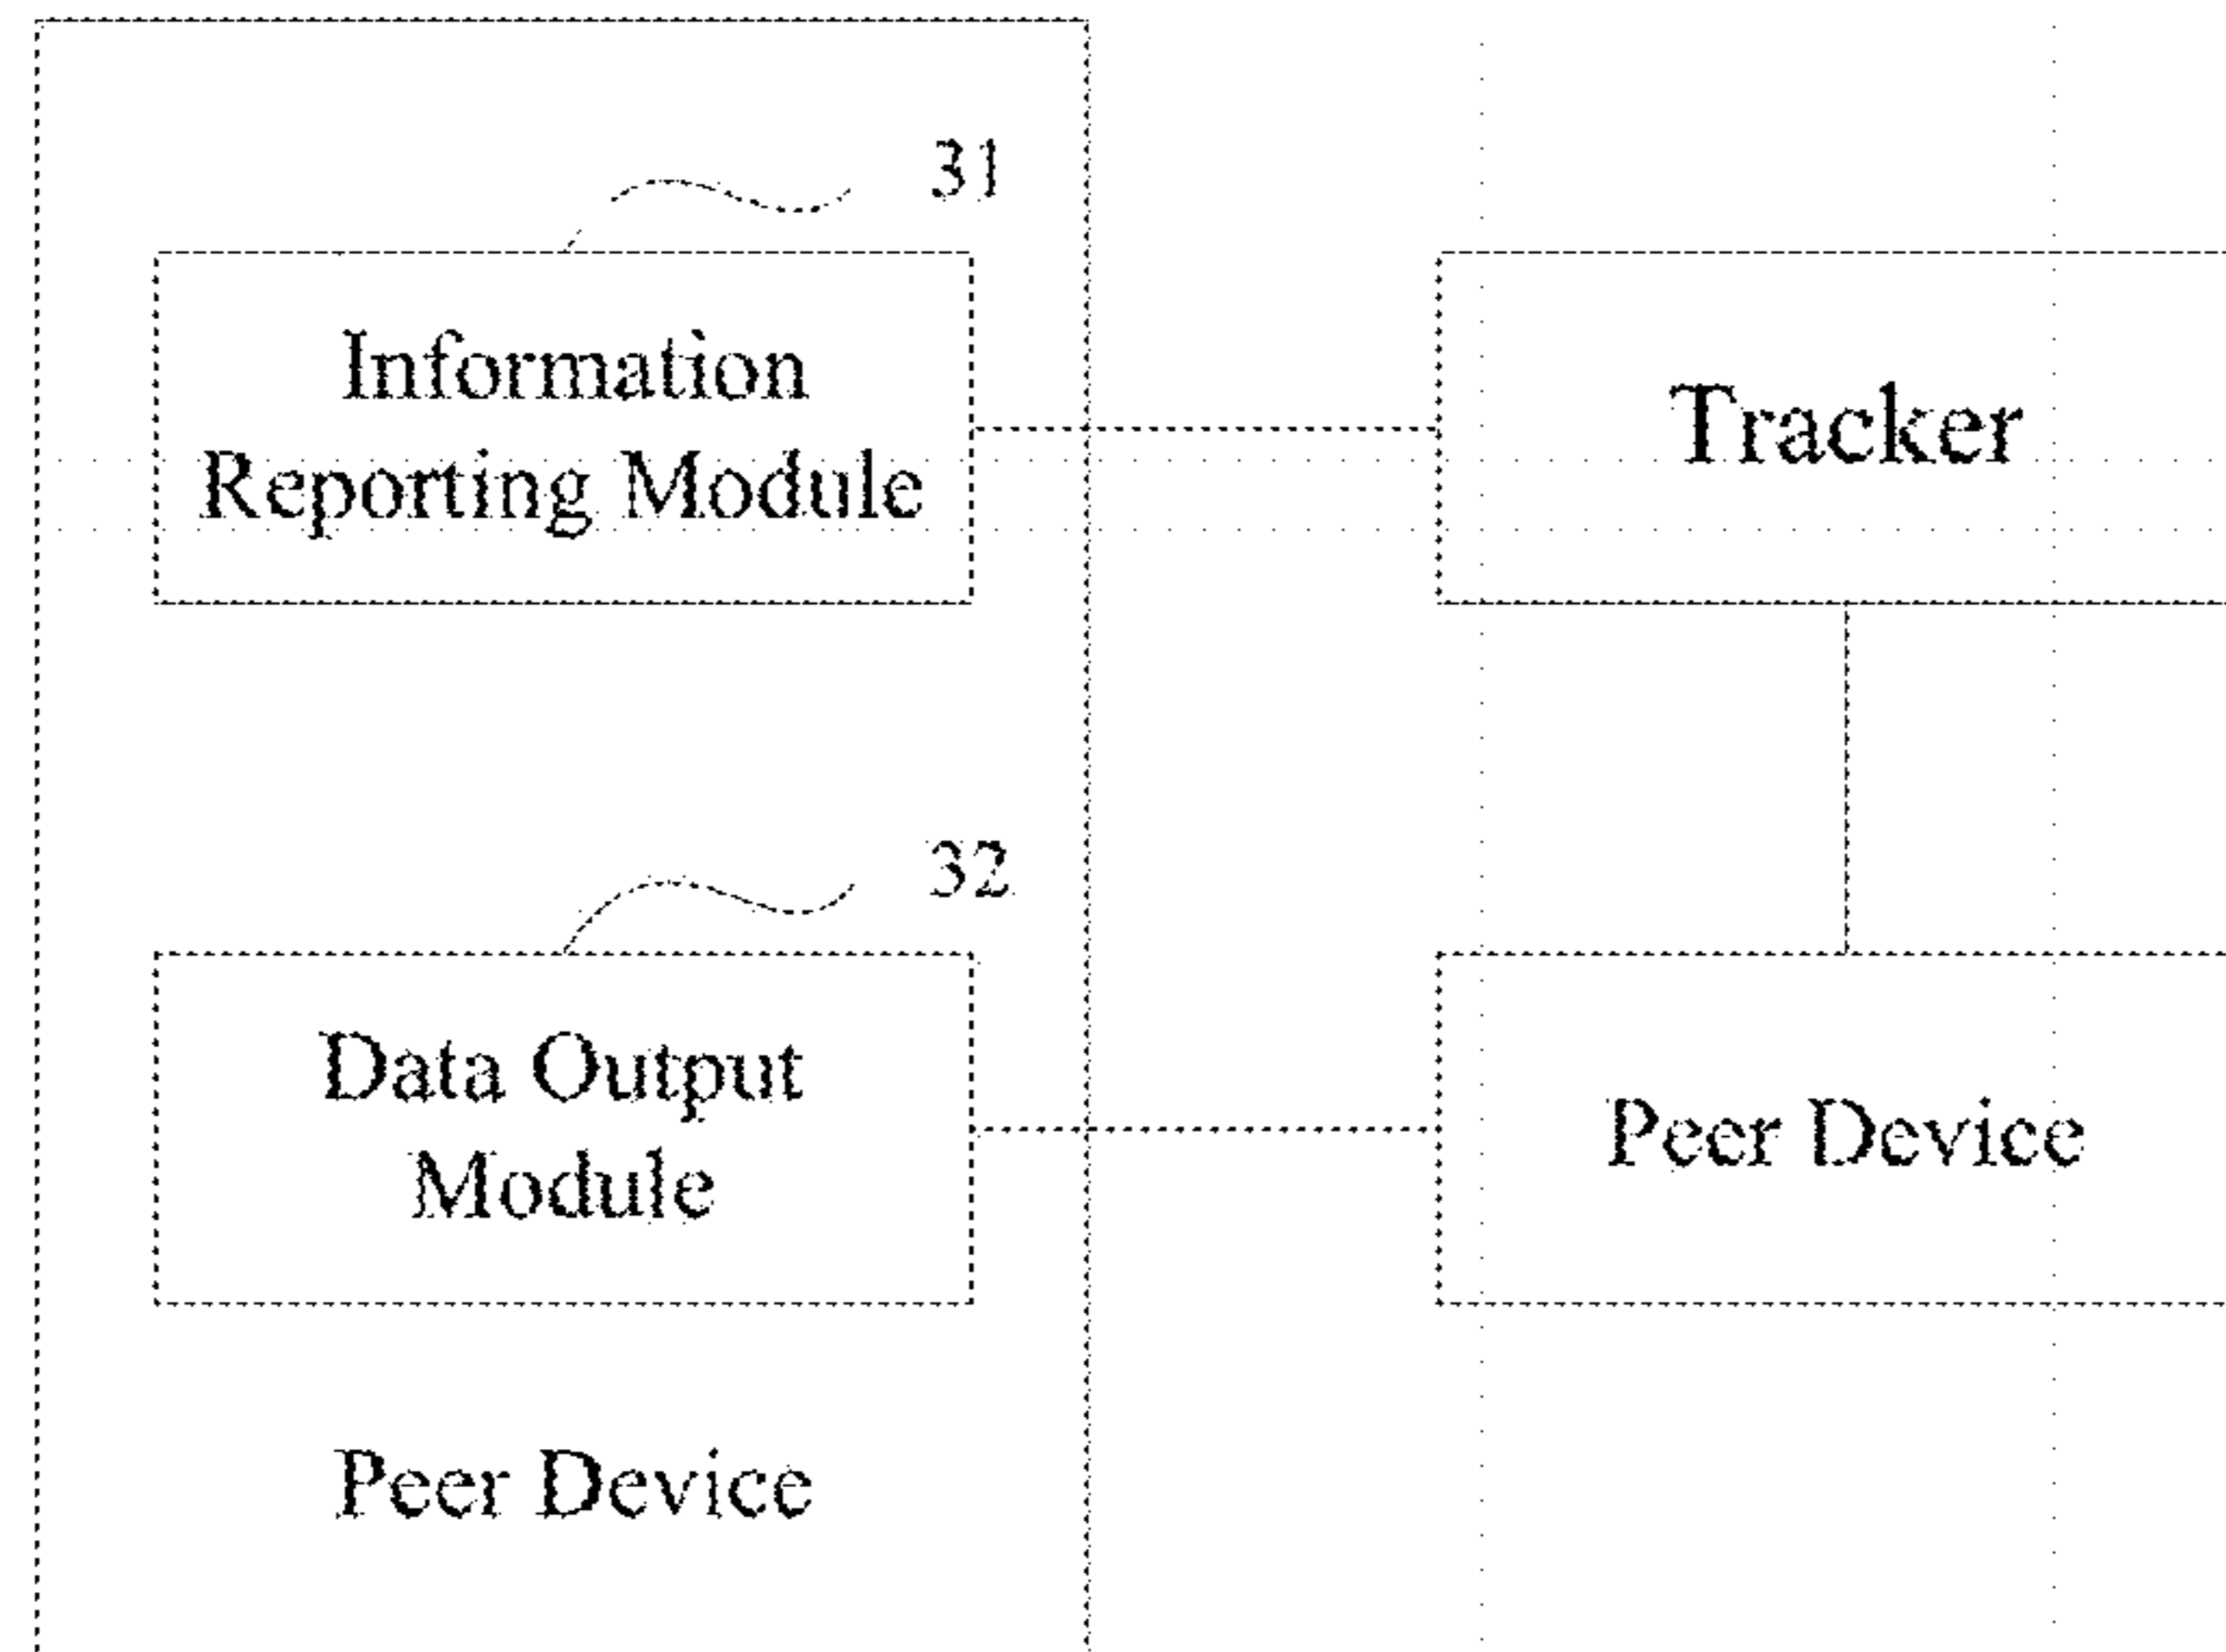 31
Information
Reporting Module
Tracker
32
Data Output
Module
Peer Device
Peer Device